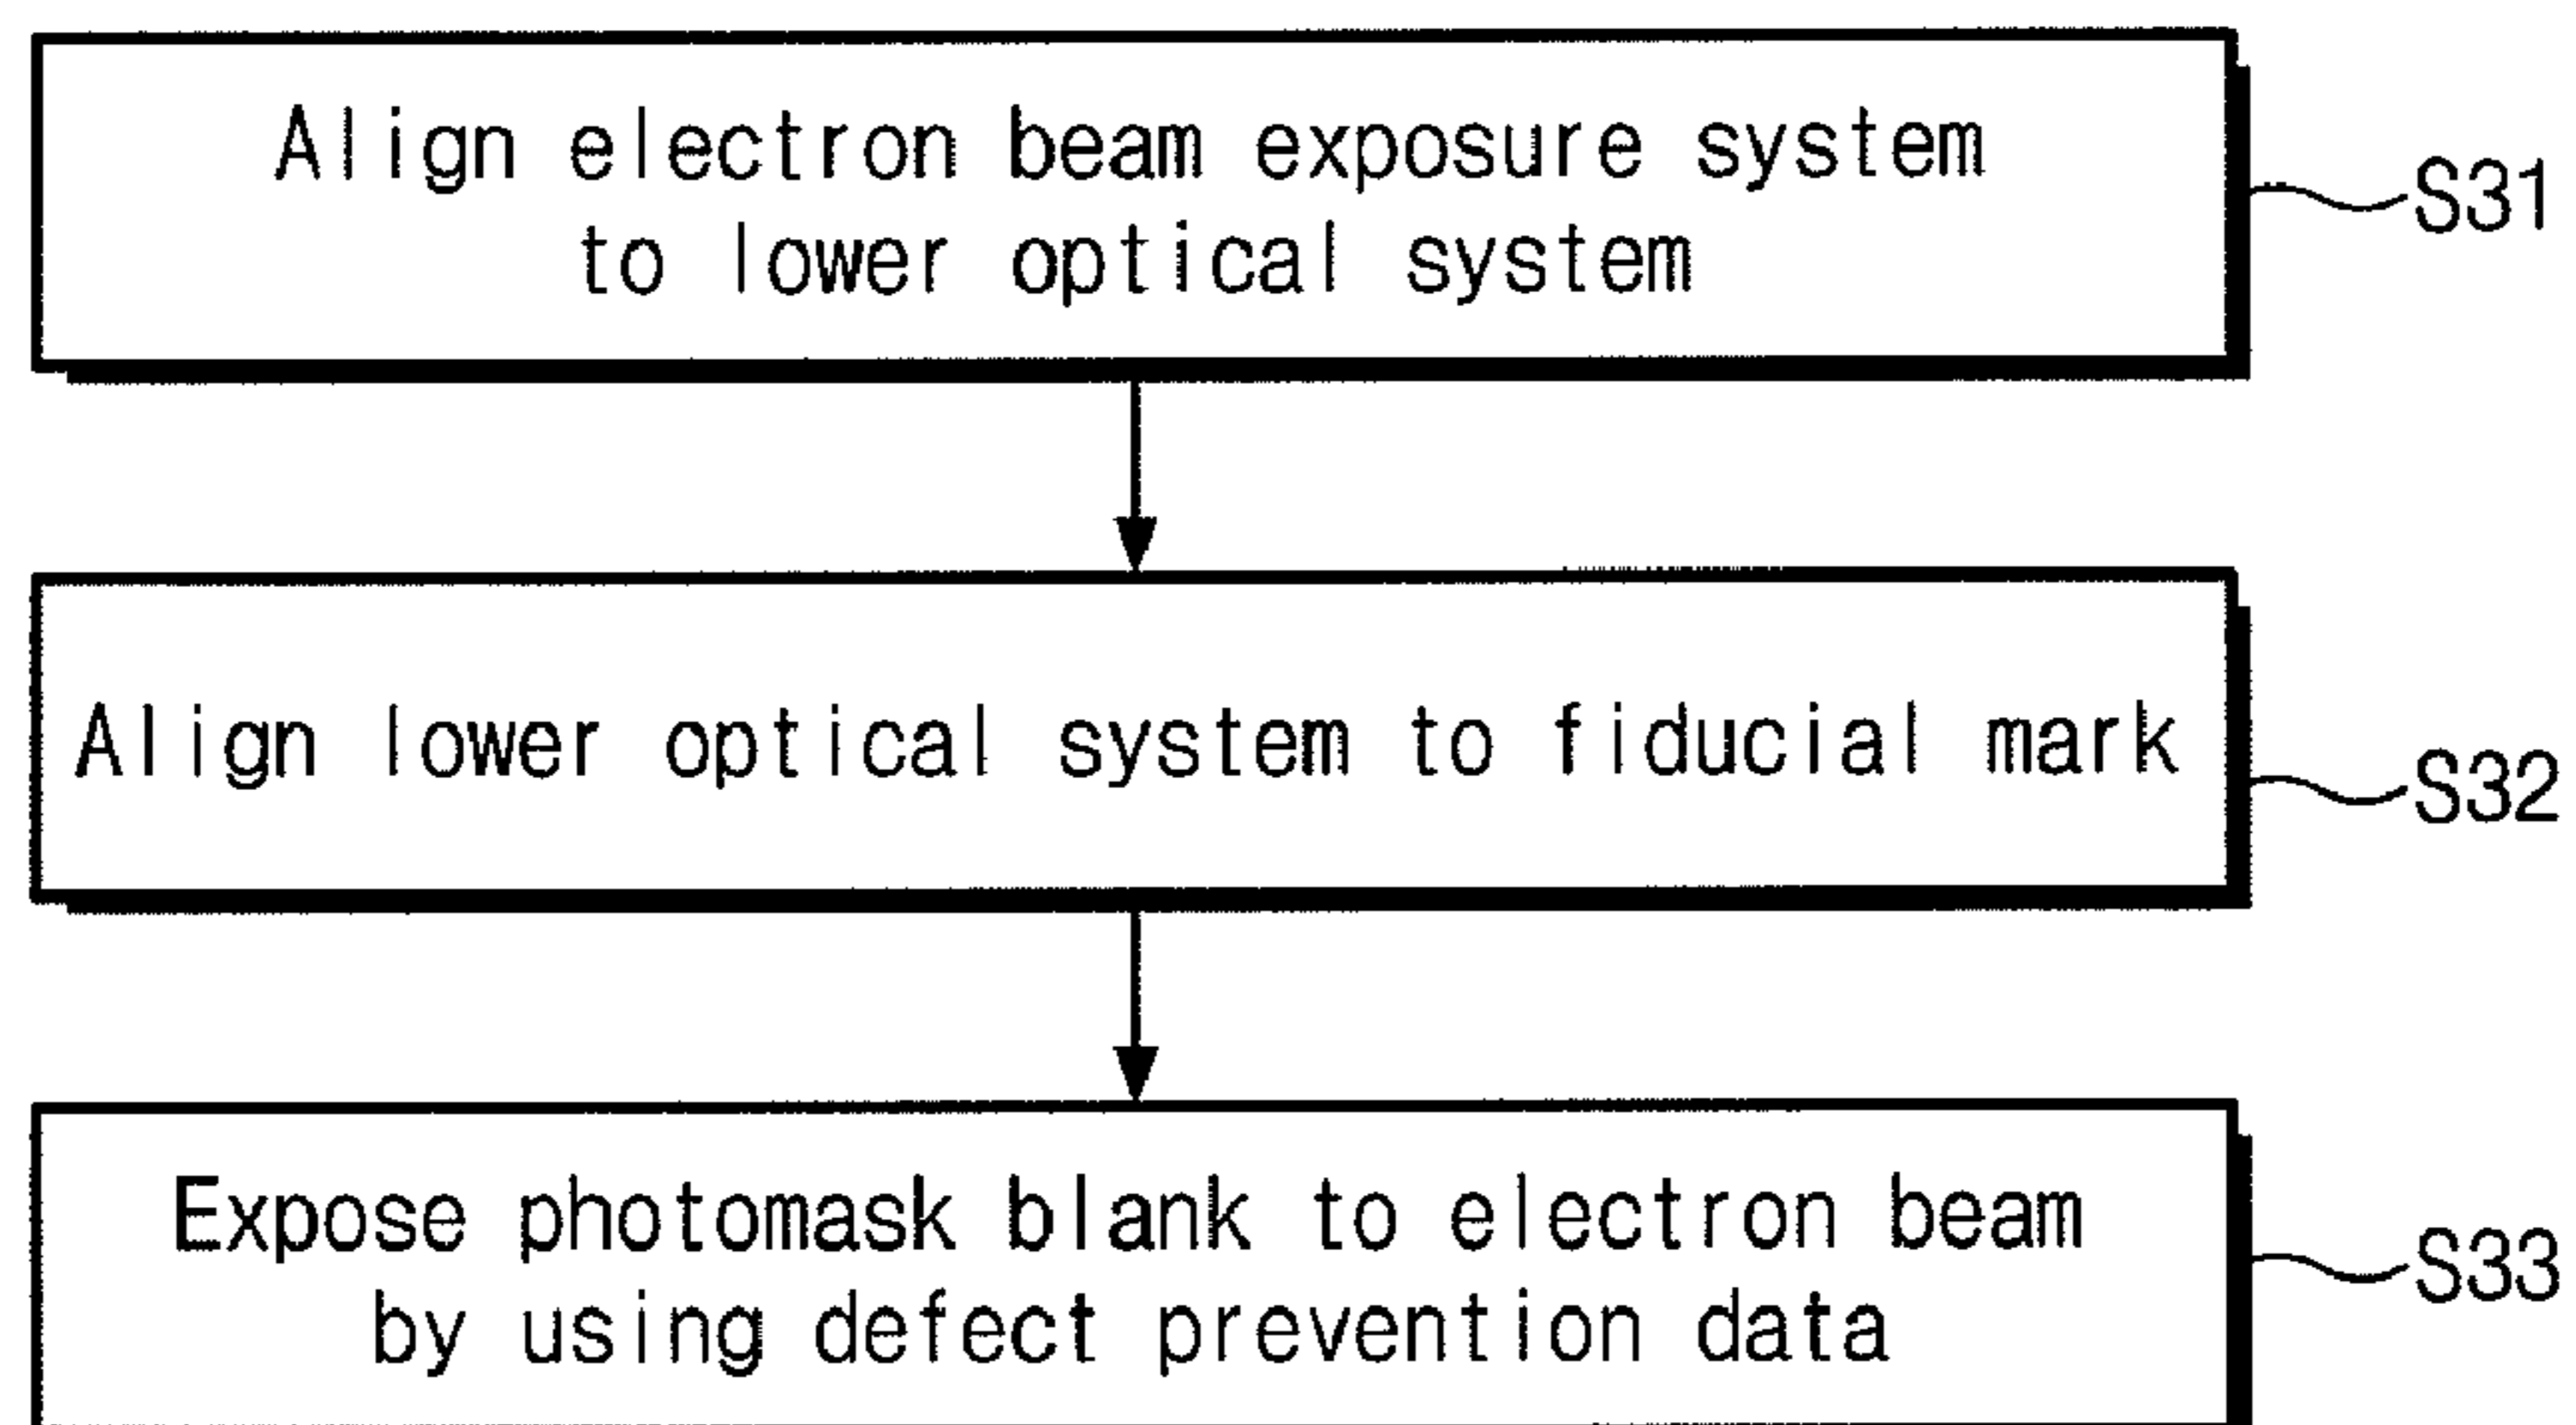 Align electron beam exposure system
to lower optical system
S31
Align lower optical system to fiducial mark
S32
Expose photomask blank to electron beam
by using defect prevention data
S33